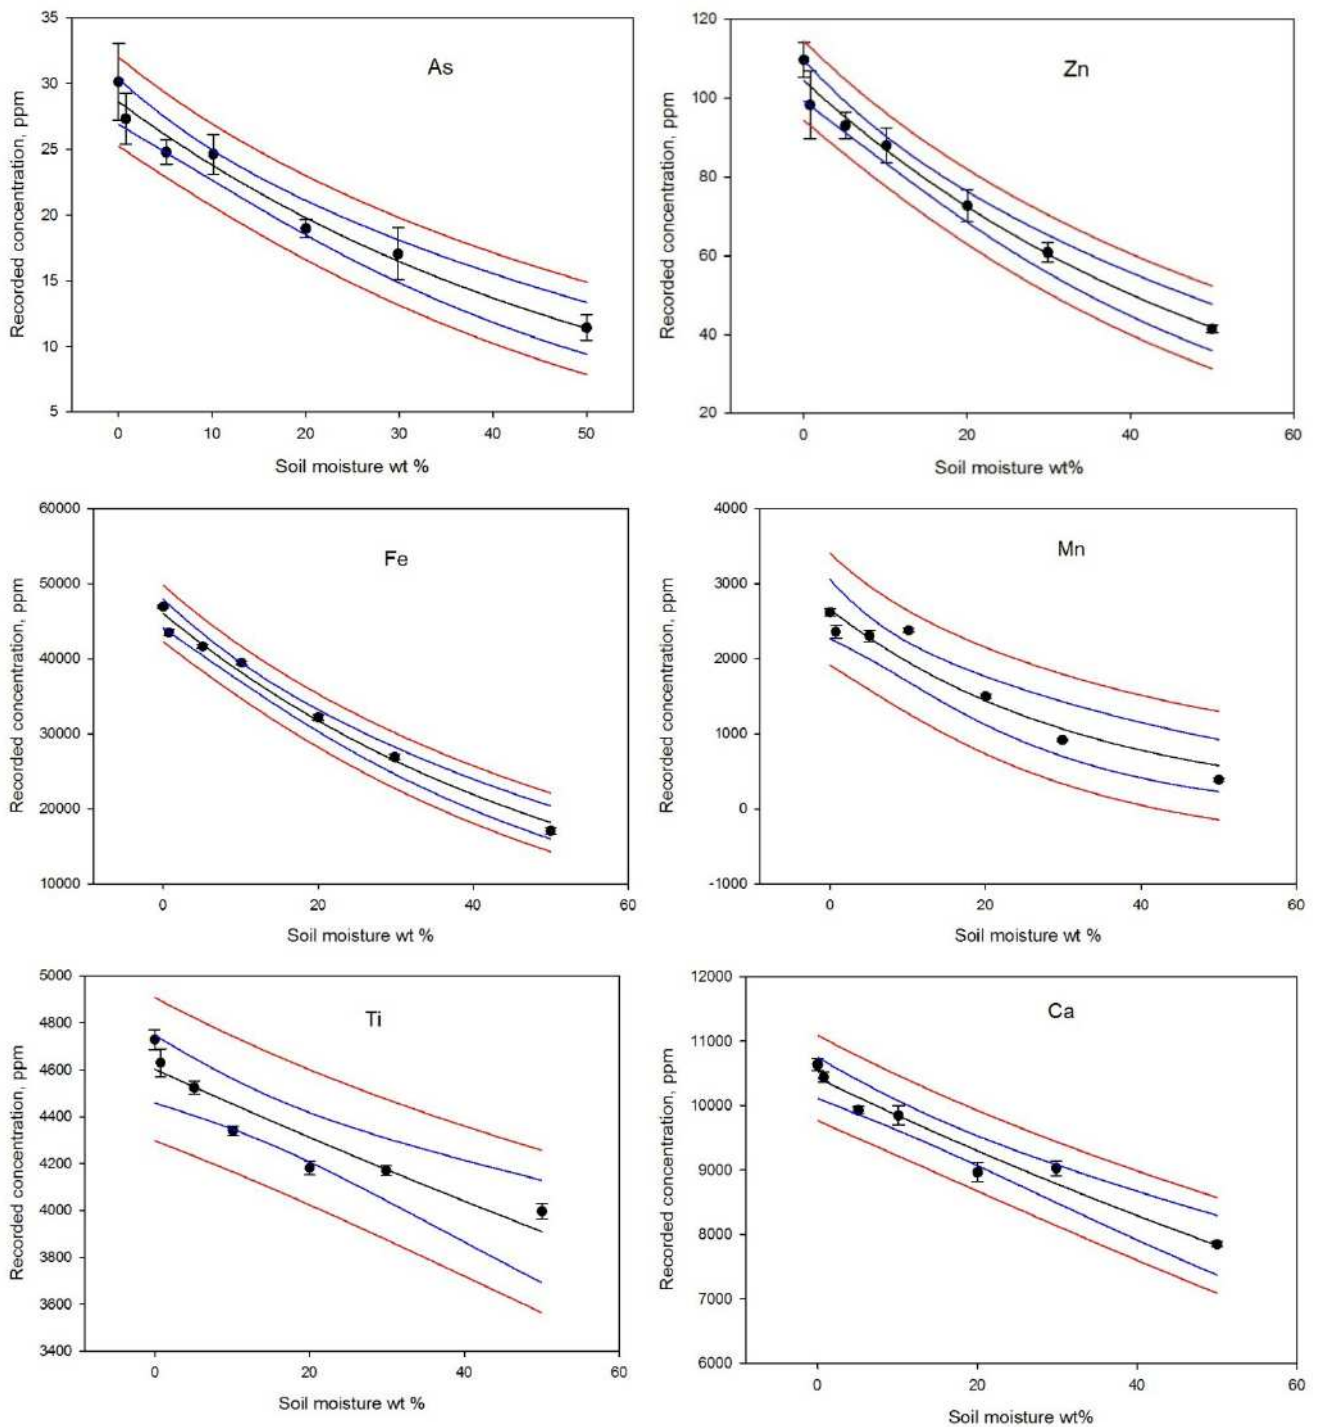 As
Recorded concentration, ppm
35
30
25
20
15
10
5
0 10 20 30 40 50
Soil moisture wt %
Zn
Recorded concentration, ppm
120
100
80
60
40
20
0 20 40 60
Soil moisture wt%
Fe
Recorded concentration, ppm
60000
50000
40000
30000
20000
10000
0 20 40 60
Soil moisture wt %
Mn
Recorded concentration, ppm
4000
3000
2000
1000
0
-1000
0 20 40 60
Soil moisture wt %
Ti
Recorded concentration, ppm
5000
4800
4600
4400
4200
4000
3800
3600
3400
0 20 40 60
Soil moisture wt %
Ca
Recorded concentration, ppm
12000
11000
10000
9000
8000
7000
6000
0 20 40 60
Soil moisture wt%